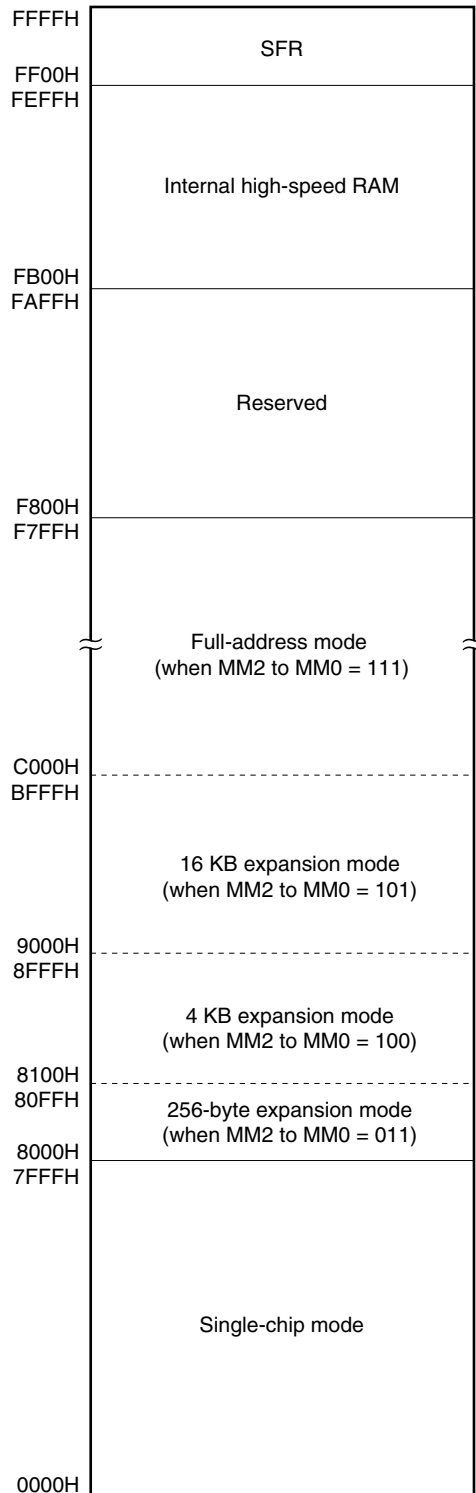 FFFFH
SFR
FF00H
FEFFH
Internal high-speed RAM
FB00H
FAFFH
Reserved
F800H
F7FFH
Full-address mode
(when MM2 to MM0 = 111)
C000H
BFFFH
16 KB expansion mode
(when MM2 to MM0 = 101)
9000H
8FFFH
4 KB expansion mode
(when MM2 to MM0 = 100)
8100H
80FFH
256-byte expansion mode
(when MM2 to MM0 = 011)
8000H
7FFFH
Single-chip mode
0000H